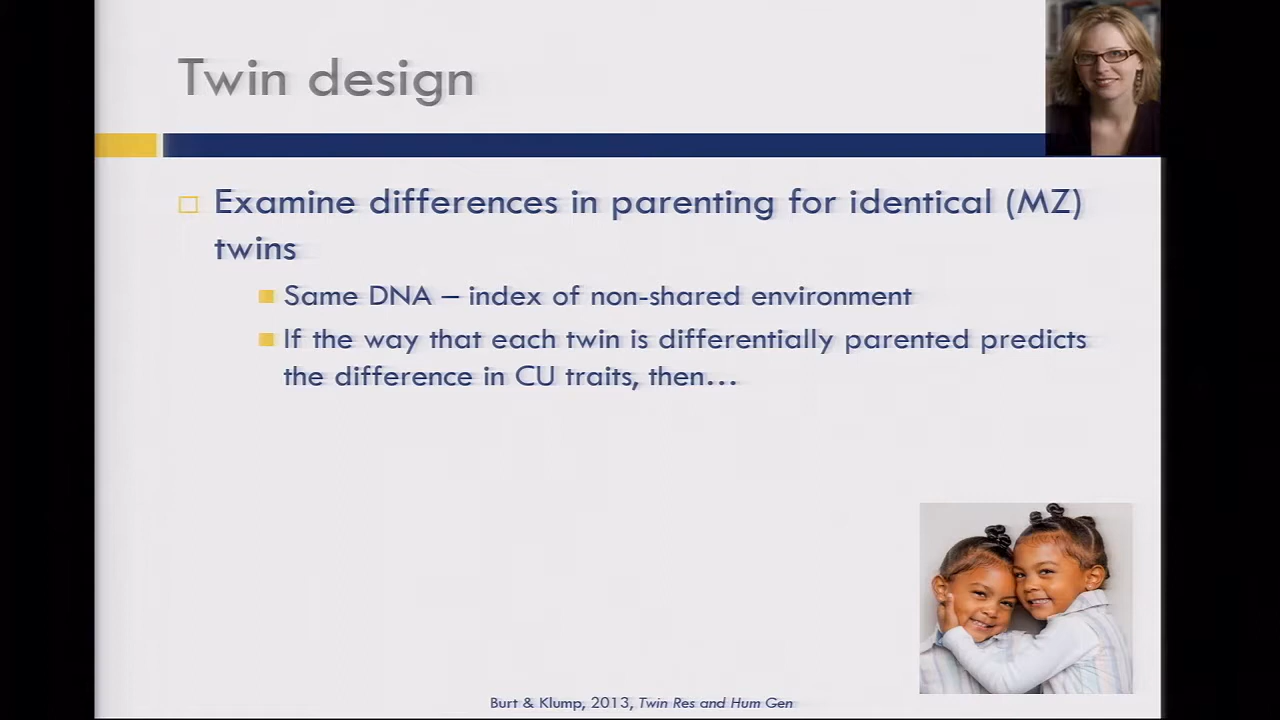 Twin design
Examine differences in parenting for identical (MZ)
twins
Same DNA – index of non-shared environment
If the way that each twin is differentially parented predicts
the difference in CU traits, then…
Burt & Klump, 2013, Twin Res and Hum Gen